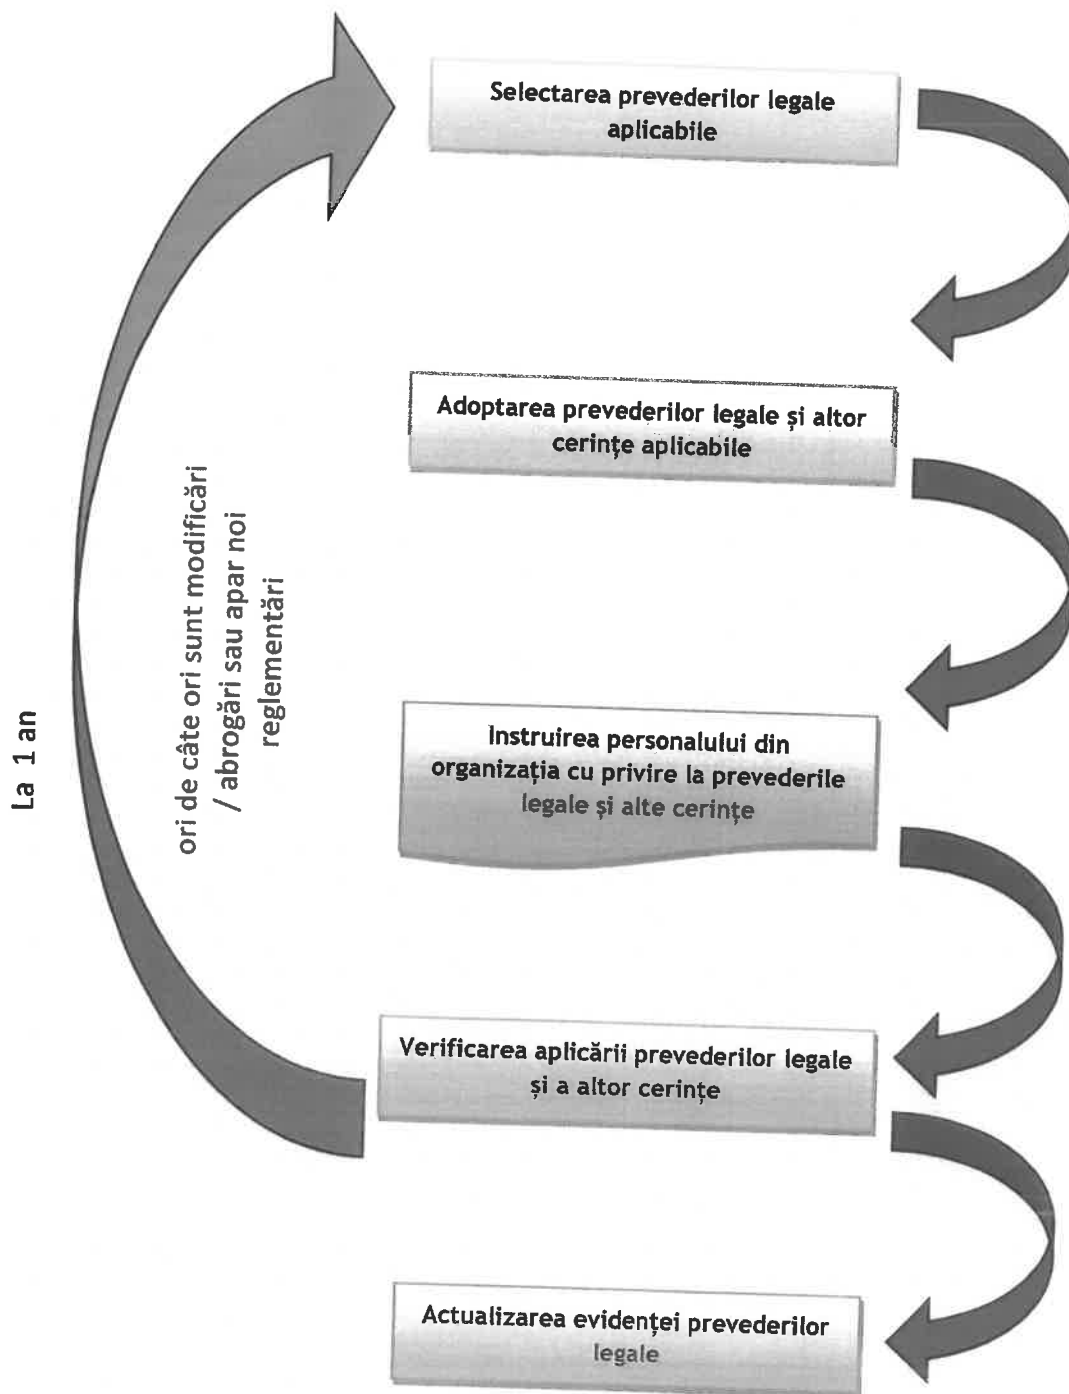 Selectarea prevederilor legale
aplicabile
Adoptarea prevederilor legale și altor
cerințe aplicabile
La 1 an
ori de câte ori sunt modificări
/ abrogări sau apar noi
reglementări
Instruirea personalului din
organizația cu privire la prevederile
legale și alte cerințe
Verificarea aplicării prevederilor legale
și a altor cerințe
Actualizarea evidenței prevederilor
legale